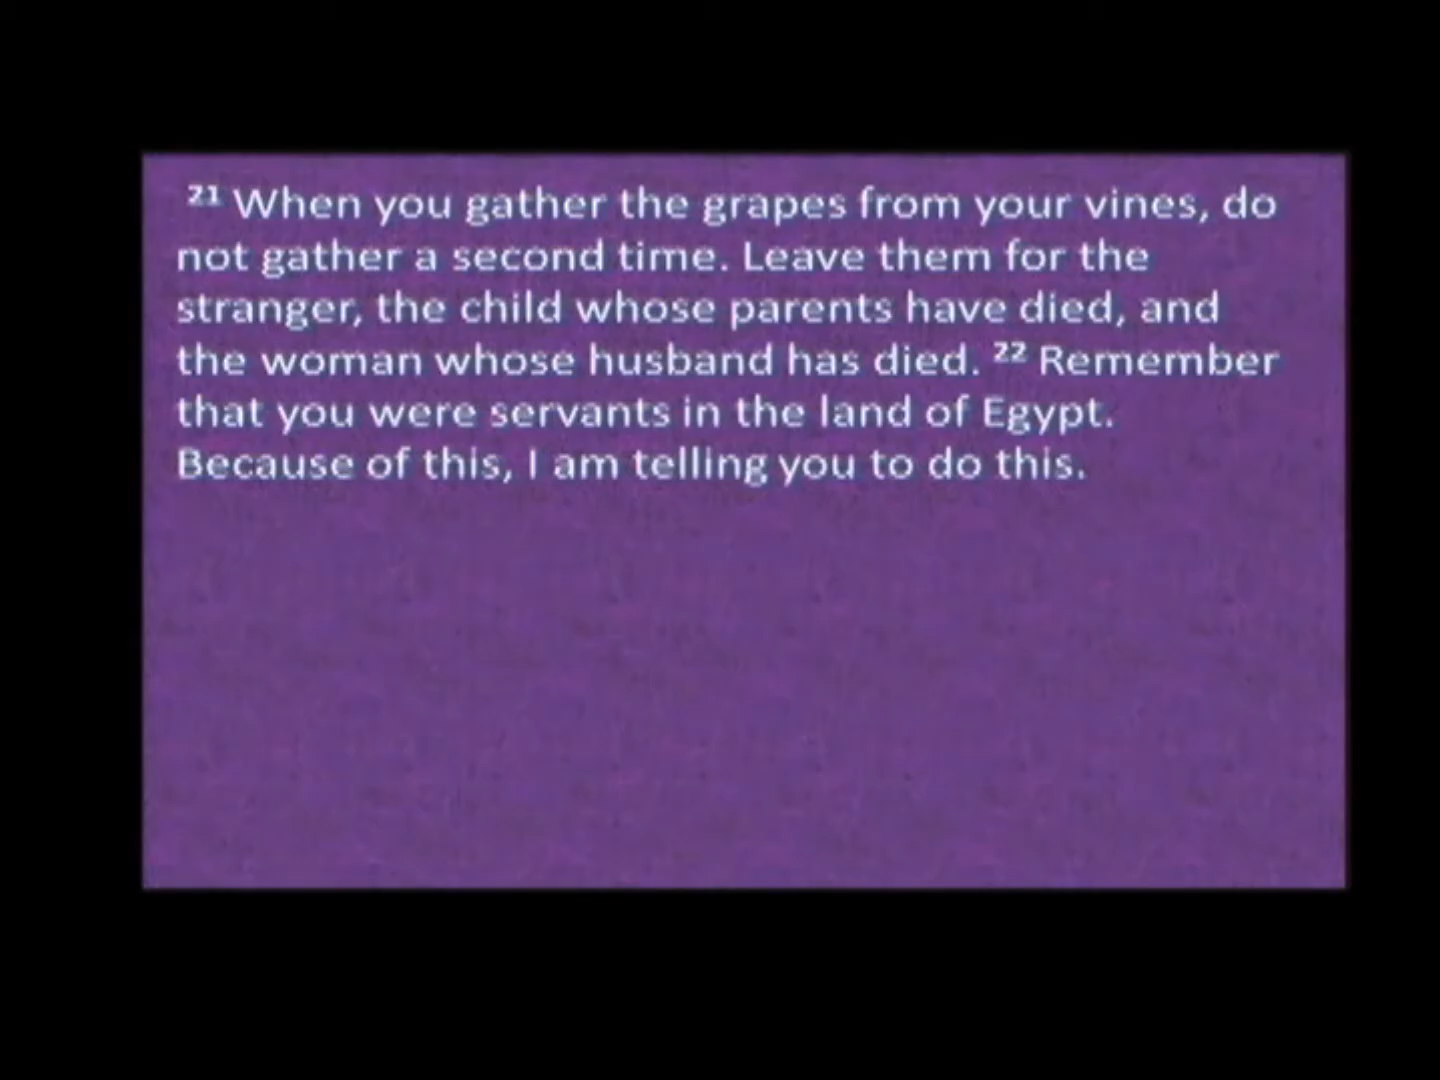 ²¹ When you gather the grapes from your vines, do
not gather a second time. Leave them for the
stranger, the child whose parents have died, and
the woman whose husband has died. ²² Remember
that you were servants in the land of Egypt.
Because of this, I am telling you to do this.